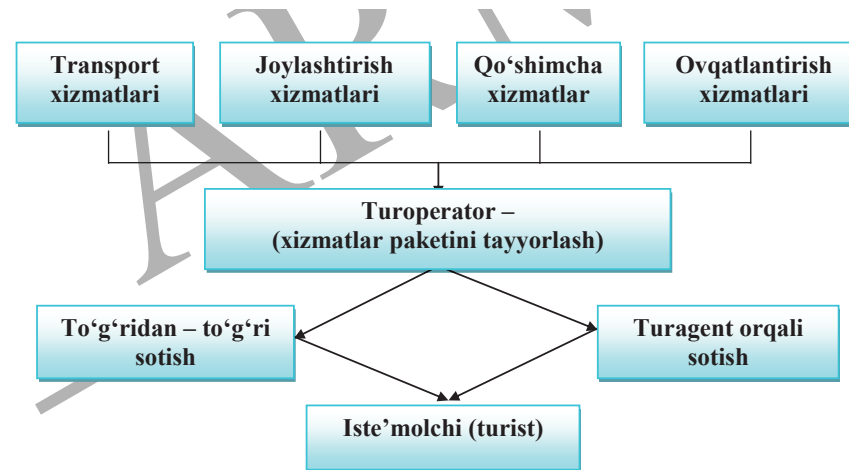 Transport
xizmatlari
Joylashtirish
xizmatlari
Qo‘shimcha
xizmatlar
Ovqatlantirish
xizmatlari
Turoperator –
(xizmatlar paketini tayyorlash)
To‘g‘ridan – to‘g‘ri
sotish
Turagent orqali
sotish
Iste’molchi (turist)